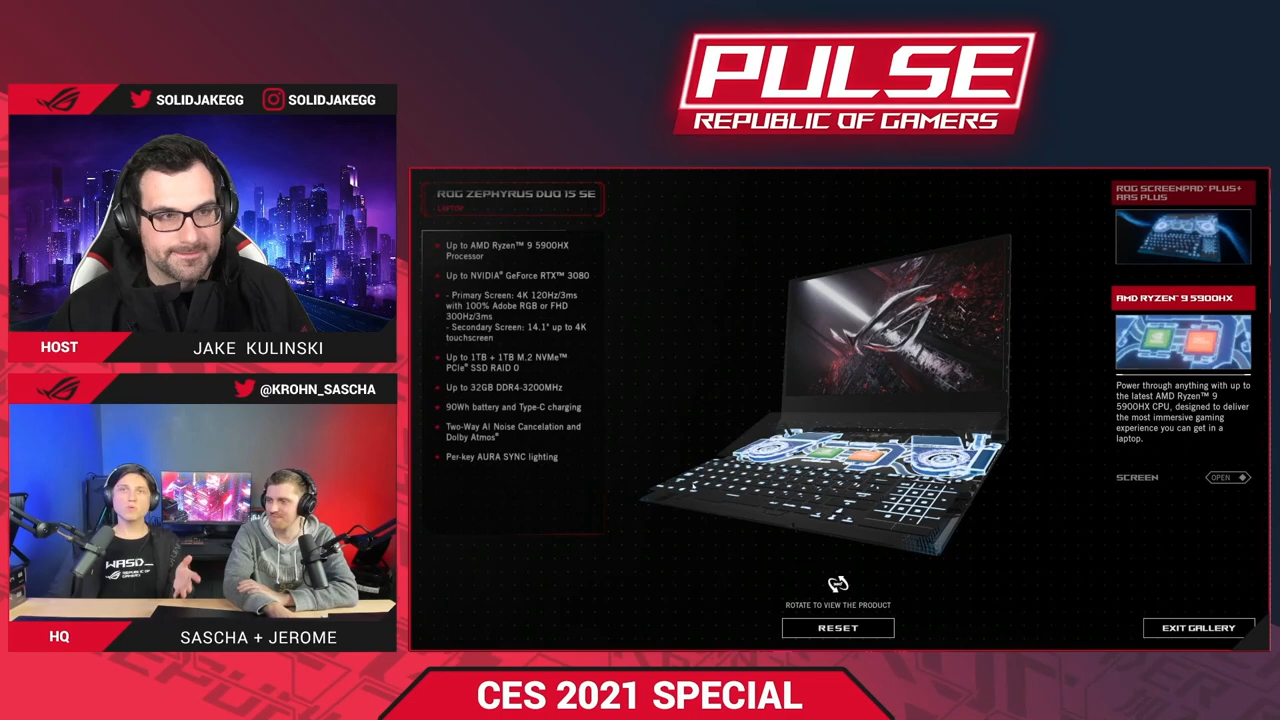 PULSE
REPUBLIC OF GAMERS
SOLIDJAKEGG
SOLIDJAKEGG
HOST
JAKE KULINSKI
@KROHN_SASCHA
WASD_
REPUBLIC OF
GAMERS
HQ
SASCHA + JEROME
ROG ZEPHYRUS DUO 15 SE
LAPTOP
Up to AMD Ryzen™ 9 5900HX
Processor
Up to NVIDIA® GeForce RTX™ 3080
- Primary Screen: 4K 120Hz/3ms
with 100% Adobe RGB or FHD
300Hz/3ms
- Secondary Screen: 14.1" up to 4K
touchscreen
Up to 1TB + 1TB M.2 NVMe™
PCIe® SSD RAID 0
Up to 32GB DDR4-3200MHz
90Wh battery and Type-C charging
Two-Way AI Noise Cancelation and
Dolby Atmos®
Per-key AURA SYNC lighting
ROTATE TO VIEW THE PRODUCT
RESET
ROG SCREENPAD™ PLUS+
AAS PLUS
AMD RYZEN™ 9 5900HX
Power through anything with up to
the latest AMD Ryzen™ 9
5900HX CPU, designed to deliver
the most immersive gaming
experience you can get in a
laptop.
SCREEN
OPEN
EXIT GALLERY
CES 2021 SPECIAL